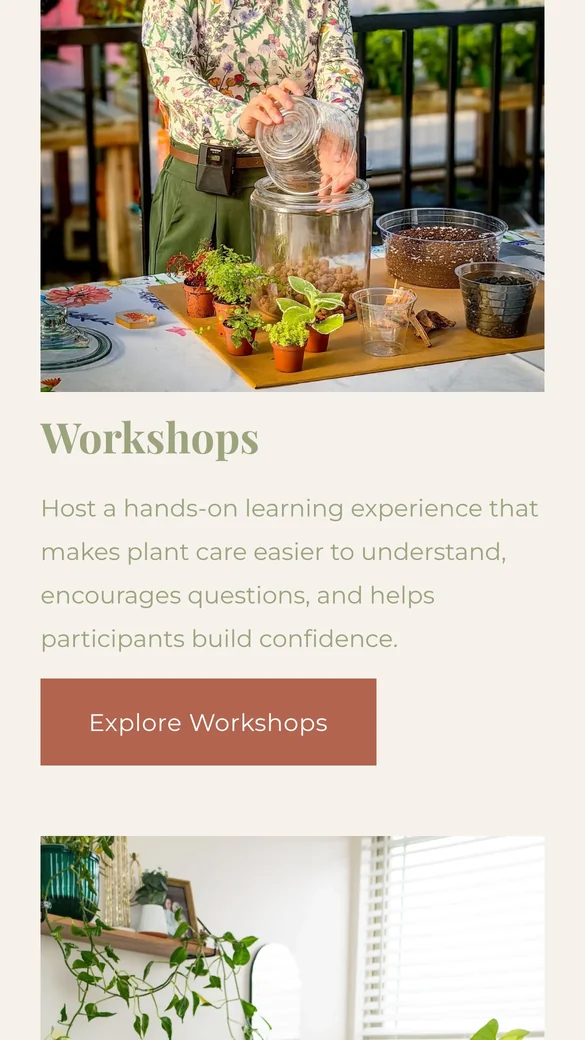 Workshops
Host a hands-on learning experience that
makes plant care easier to understand,
encourages questions, and helps
participants build confidence.
Explore Workshops